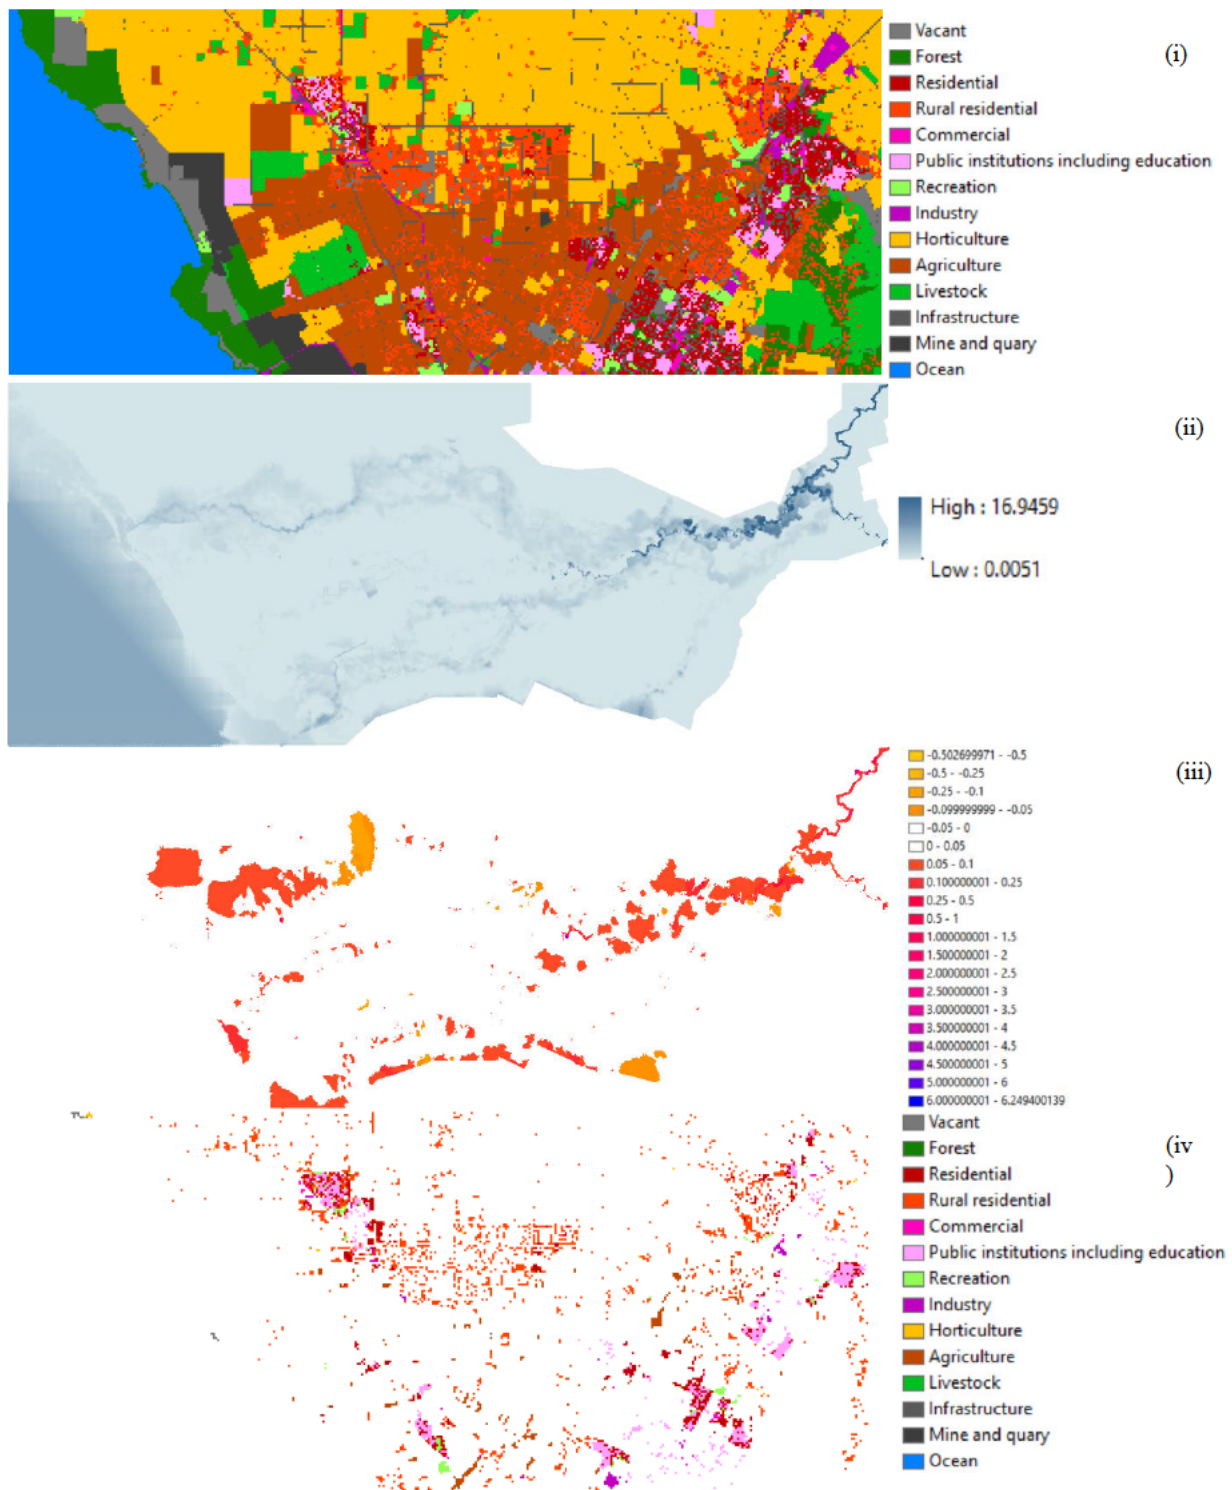 Vacant
(i)
Forest
Residential
Rural residential
Commercial
Public institutions including education
Recreation
Industry
Horticulture
Agriculture
Livestock
Infrastructure
Mine and quary
Ocean
(ii)
High : 16.9459
Low : 0.0051
-0.502699971 - -0.5
(iii)
-0.5 - -0.25
-0.25 - -0.1
-0.099999999 - -0.05
-0.05 - 0
0 - 0.05
0.05 - 0.1
0.10000001 - 0.25
0.25 - 0.5
0.5 - 1
1.000000001 - 1.5
1.500000001 - 2
2.000000001 - 2.5
2.500000001 - 3
3.000000001 - 3.5
3.500000001 - 4
4.000000001 - 4.5
4.500000001 - 5
5.000000001 - 6
6.000000001 - 6.249400139
Vacant
(iv
)
Forest
Residential
Rural residential
Commercial
Public institutions including education
Recreation
Industry
Horticulture
Agriculture
Livestock
Infrastructure
Mine and quary
Ocean